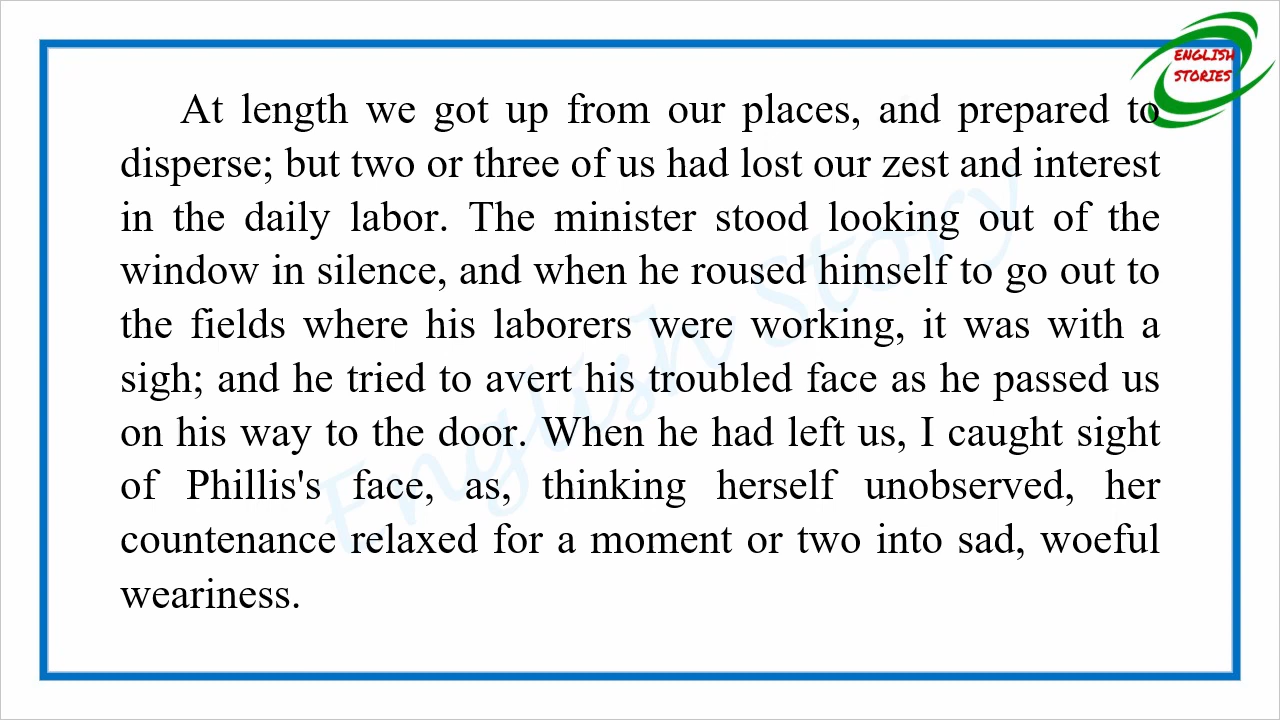 ENGLISH
STORIES
At length we got up from our places, and prepared to
disperse; but two or three of us had lost our zest and interest
in the daily labor. The minister stood looking out of the
window in silence, and when he roused himself to go out to
the fields where his laborers were working, it was with a
sigh; and he tried to avert his troubled face as he passed us
on his way to the door. When he had left us, I caught sight
of Phillis's face, as, thinking herself unobserved, her
countenance relaxed for a moment or two into sad, woeful
weariness.
English Story